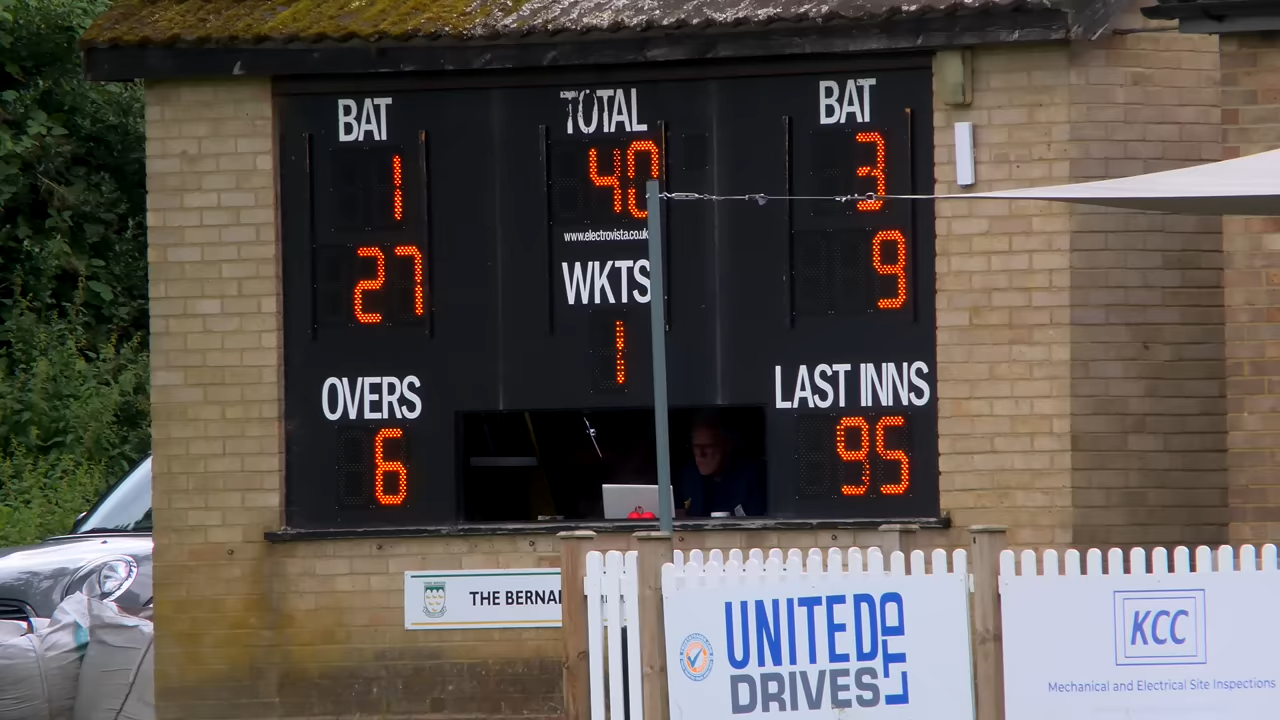 BAT
TOTAL
BAT
1
40
3
www.electrovista.co.uk
27
WKTS
9
1
OVERS
LAST INNS
6
95
THE BERNA
UNITED
DRIVES
LTD
KCC
Mechanical and Electrical Site Inspections